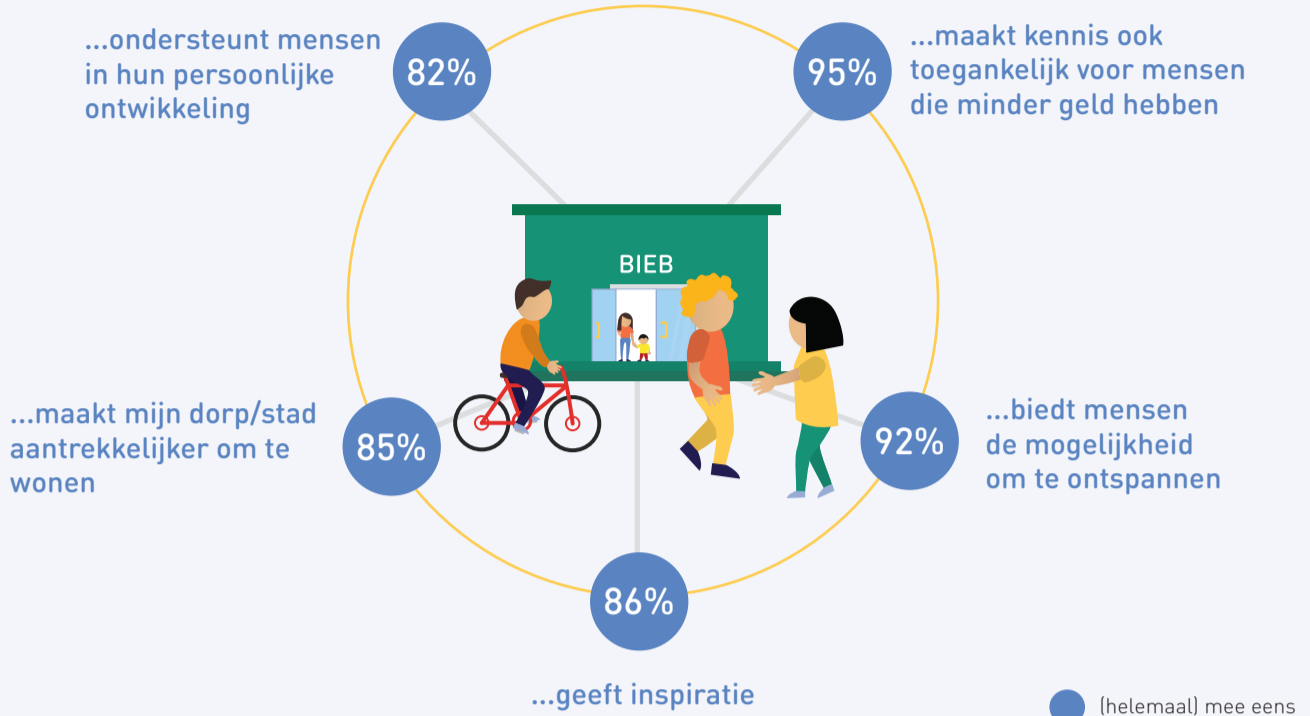 ...ondersteunt mensen
in hun persoonlijke
ontwikkeling
82%
95%
...maakt kennis ook
toegankelijk voor mensen
die minder geld hebben
BIEB
...maakt mijn dorp/stad
aantrekkelijker om te
wonen
85%
92%
...biedt mensen
de mogelijkheid
om te ontspannen
86%
...geeft inspiratie
(helemaal) mee eens